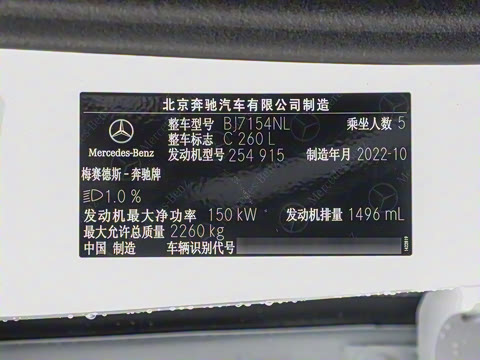 北京奔驰汽车有限公司制造
整车型号 BJ7154NL 乘坐人数 5
整车标志 C 260 L
Mercedes-Benz
发动机型号 254 915 制造年月 2022-10
梅赛德斯-奔驰牌
1.0 %
发动机最大净功率 150 kW 发动机排量 1496 mL
最大允许总质量 2260 kg
中国 制造 车辆识别代号